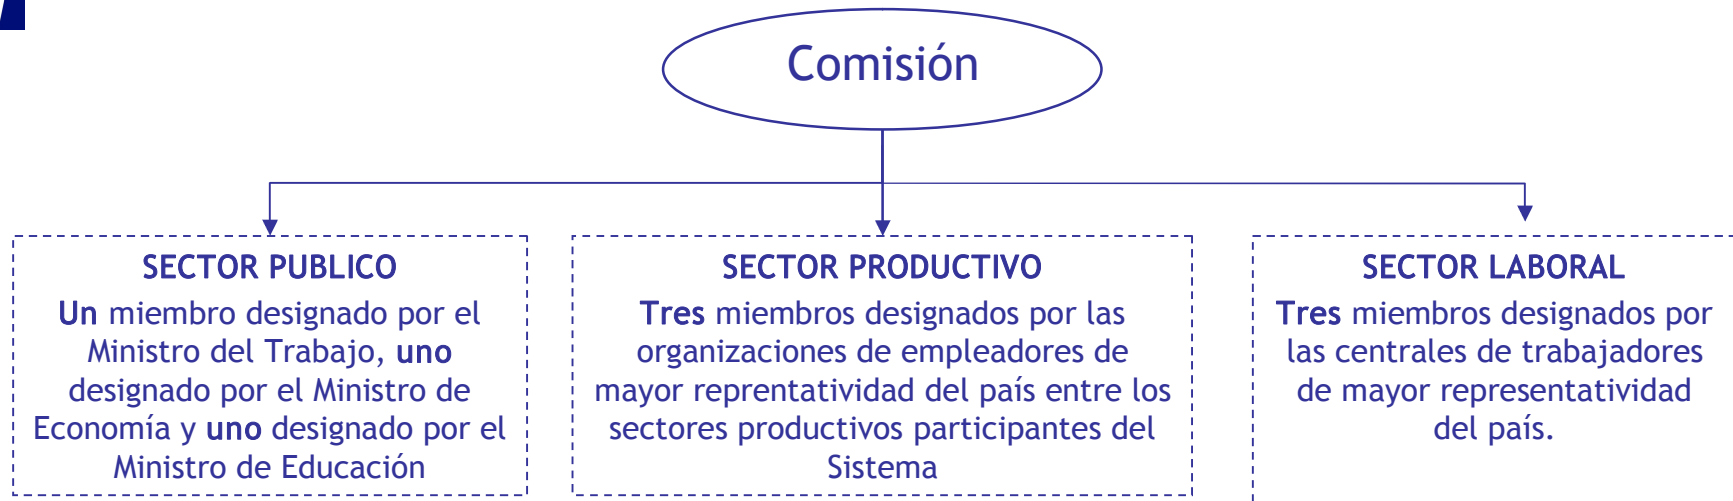 Comisión
SECTOR PUBLICO
Un miembro designado por el
Ministro del Trabajo, uno
designado por el Ministro de
Economía y uno designado por el
Ministro de Educación
SECTOR PRODUCTIVO
Tres miembros designados por las
organizaciones de empleadores de
mayor reprentatividad del país entre los
sectores productivos participantes del
Sistema
SECTOR LABORAL
Tres miembros designados por
las centrales de trabajadores
de mayor representatividad
del país.